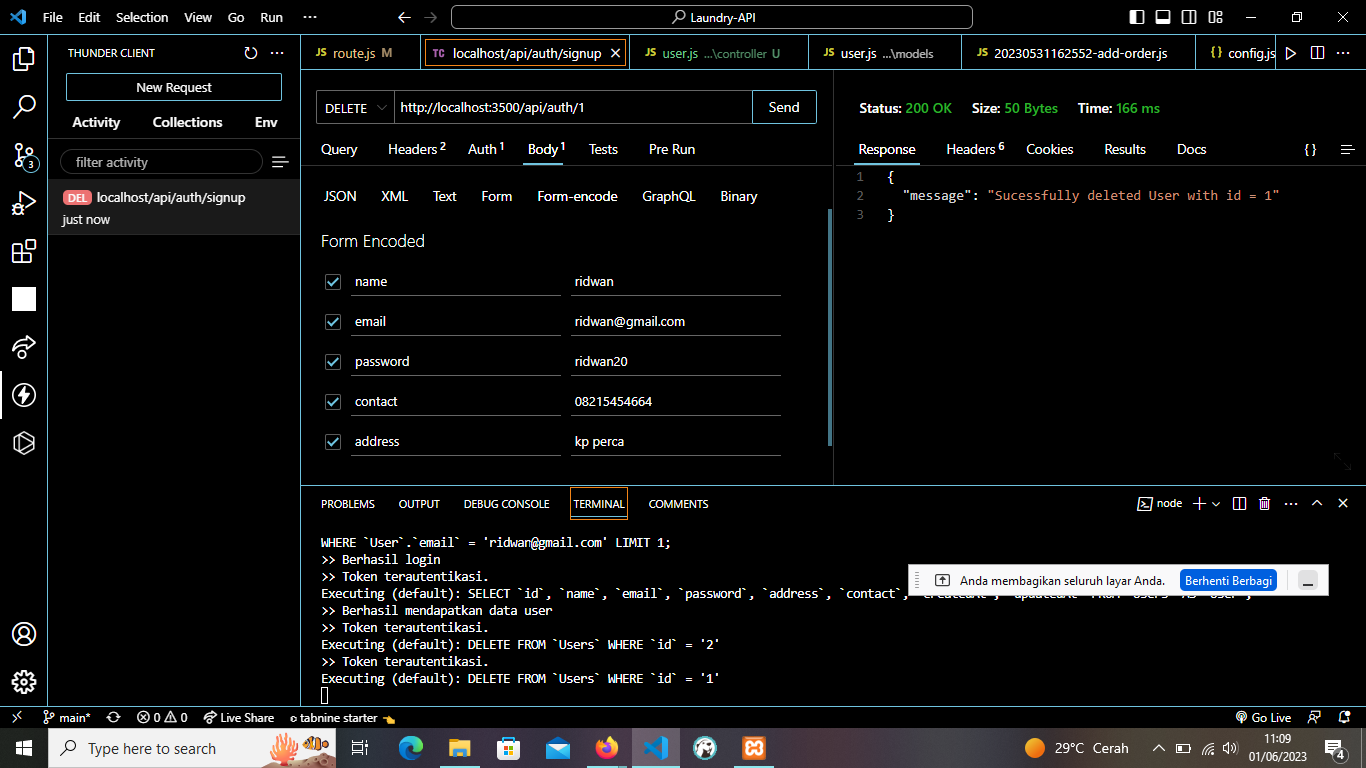 File Edit Selection View Go Run ··· Laundry-API
THUNDER CLIENT
New Request
Activity Collections Env
filter activity
DEL localhost/api/auth/signup
just now
3
JS route.js M TC localhost/api/auth/signup JS user.js ...\controller U JS user.js ...\models JS 20230531162552-add-order.js {} config.js
DELETE http://localhost:3500/api/auth/1 Send
Query Headers 2 Auth 1 Body 1 Tests Pre Run
JSON XML Text Form Form-encode GraphQL Binary
Form Encoded
name ridwan
email ridwan@gmail.com
password ridwan20
contact 08215454664
address kp perca
Status: 200 OK Size: 50 Bytes Time: 166 ms
Response Headers 6 Cookies Results Docs {}
1 {
2 "message": "Sucessfully deleted User with id = 1"
3 }
PROBLEMS OUTPUT DEBUG CONSOLE TERMINAL COMMENTS node
WHERE `User`.`email` = 'ridwan@gmail.com' LIMIT 1;
>> Berhasil login
>> Token terautentikasi.
Executing (default): SELECT `id`, `name`, `email`, `password`, `address`, `contact`,
>> Berhasil mendapatkan data user
>> Token terautentikasi.
Executing (default): DELETE FROM `Users` WHERE `id` = '2'
>> Token terautentikasi.
Executing (default): DELETE FROM `Users` WHERE `id` = '1'
Anda membagikan seluruh layar Anda. Berhenti Berbagi
main* 0 0 Live Share tabnine starter Go Live
Type here to search 29°C Cerah 11:09
01/06/2023
4